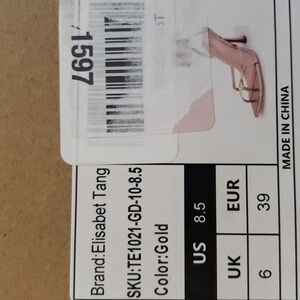 1597
Brand:Elisabet Tang
SKU:TE1021-GD-10-8.5
Color:Gold
US 8.5
EUR 39
UK 6
MADE IN CHINA